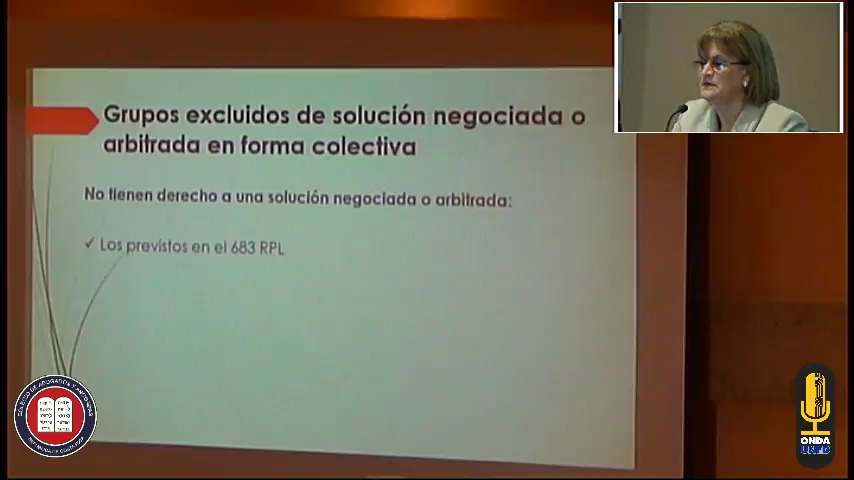 Grupos excluidos de solución negociada o
arbitrada en forma colectiva
No tienen derecho a una solución negociada o arbitrada:
✓ Los previstos en el 683 RPL
ONDA
UNED